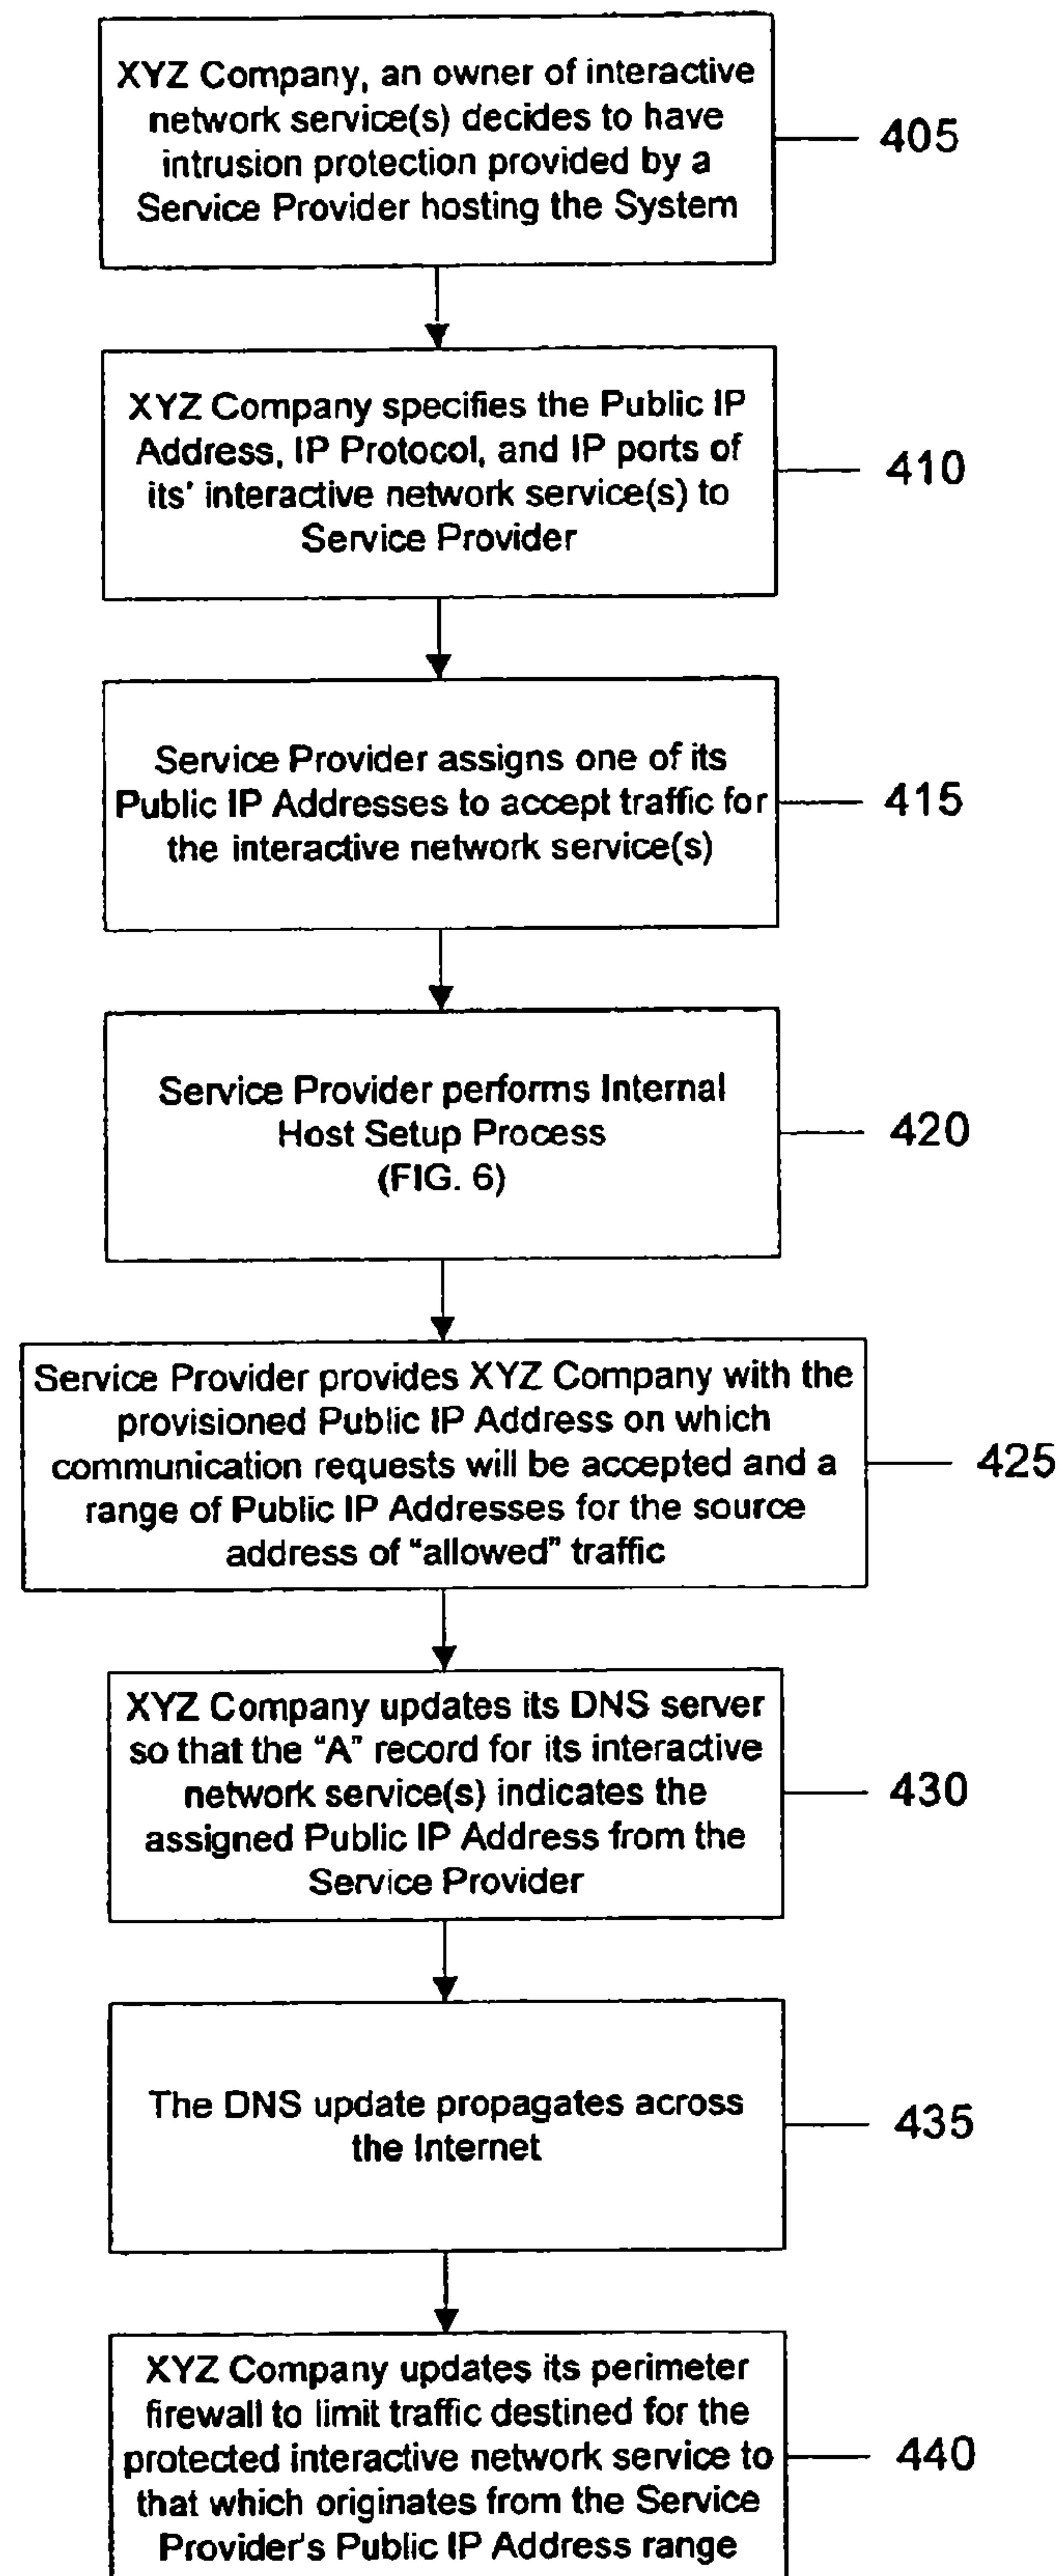 XYZ Company, an owner of interactive
network service(s) decides to have
intrusion protection provided by a
Service Provider hosting the System
405
XYZ Company specifies the Public IP
Address, IP Protocol, and IP ports of
its' interactive network service(s) to
Service Provider
410
Service Provider assigns one of its
Public IP Addresses to accept traffic for
the interactive network service(s)
415
Service Provider performs Internal
Host Setup Process
(FIG. 6)
420
Service Provider provides XYZ Company with the
provisioned Public IP Address on which
communication requests will be accepted and a
range of Public IP Addresses for the source
address of “allowed” traffic
425
XYZ Company updates its DNS server
so that the “A” record for its interactive
network service(s) indicates the
assigned Public IP Address from the
Service Provider
430
The DNS update propagates across
the Internet
435
XYZ Company updates its perimeter
firewall to limit traffic destined for the
protected interactive network service to
that which originates from the Service
Provider's Public IP Address range
440